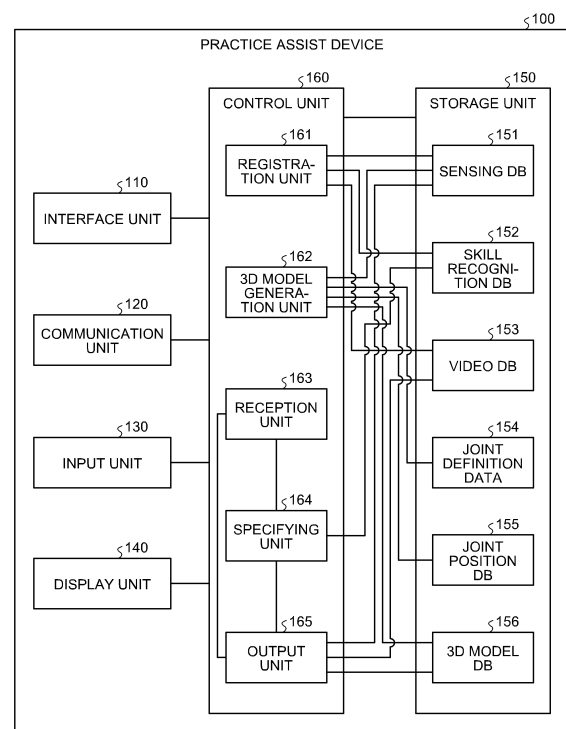 100
PRACTICE ASSIST DEVICE
160
CONTROL UNIT
150
STORAGE UNIT
110
INTERFACE UNIT
120
COMMUNICATION
UNIT
130
INPUT UNIT
140
DISPLAY UNIT
161
REGISTRA-
TION UNIT
162
3D MODEL
GENERA-
TION UNIT
163
RECEPTION
UNIT
164
SPECIFYING
UNIT
165
OUTPUT
UNIT
151
SENSING DB
152
SKILL
RECOGNI-
TION DB
153
VIDEO DB
154
JOINT
DEFINITION
DATA
155
JOINT
POSITION
DB
156
3D MODEL
DB